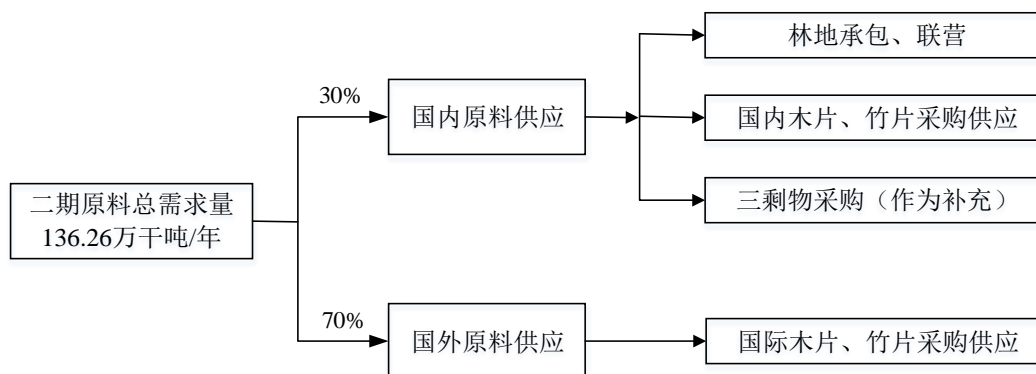 二期原料总需求量
136.26万干吨/年
30%
国内原料供应
林地承包、联营
国内木片、竹片采购供应
三剩物采购（作为补充）
70%
国外原料供应
国际木片、竹片采购供应